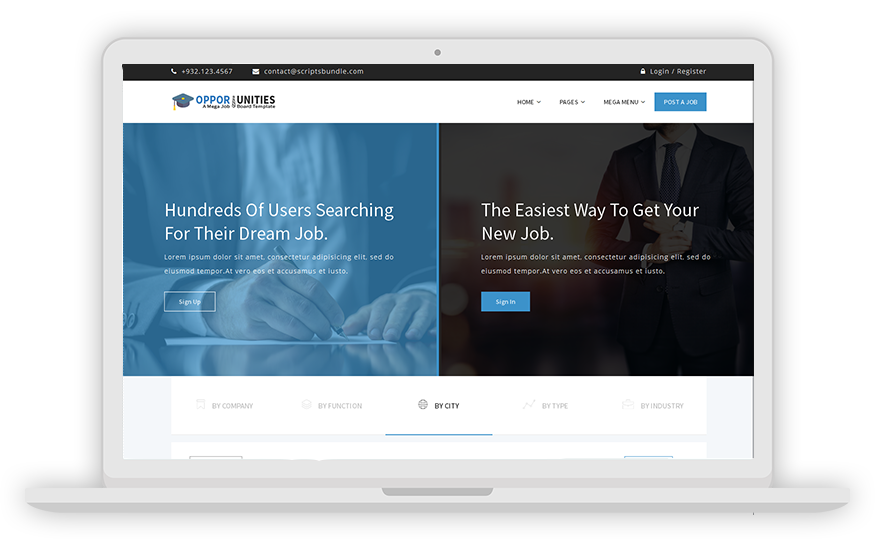 +932.123.4567
contact@scriptsbundle.com
Login / Register
OPPOR UNITIES
A Mega Job Board Template
HOME
PAGES
MEGA MENU
POST A JOB
Hundreds Of Users Searching
For Their Dream Job.
Lorem ipsum dolor sit amet, consectetur adipisicing elit, sed do
eiusmod tempor.At vero eos et accusamus et iusto.
Sign Up
The Easiest Way To Get Your
New Job.
Lorem ipsum dolor sit amet, consectetur adipisicing elit, sed do
eiusmod tempor.At vero eos et accusamus et iusto.
Sign In
BY COMPANY
BY FUNCTION
BY CITY
BY TYPE
BY INDUSTRY